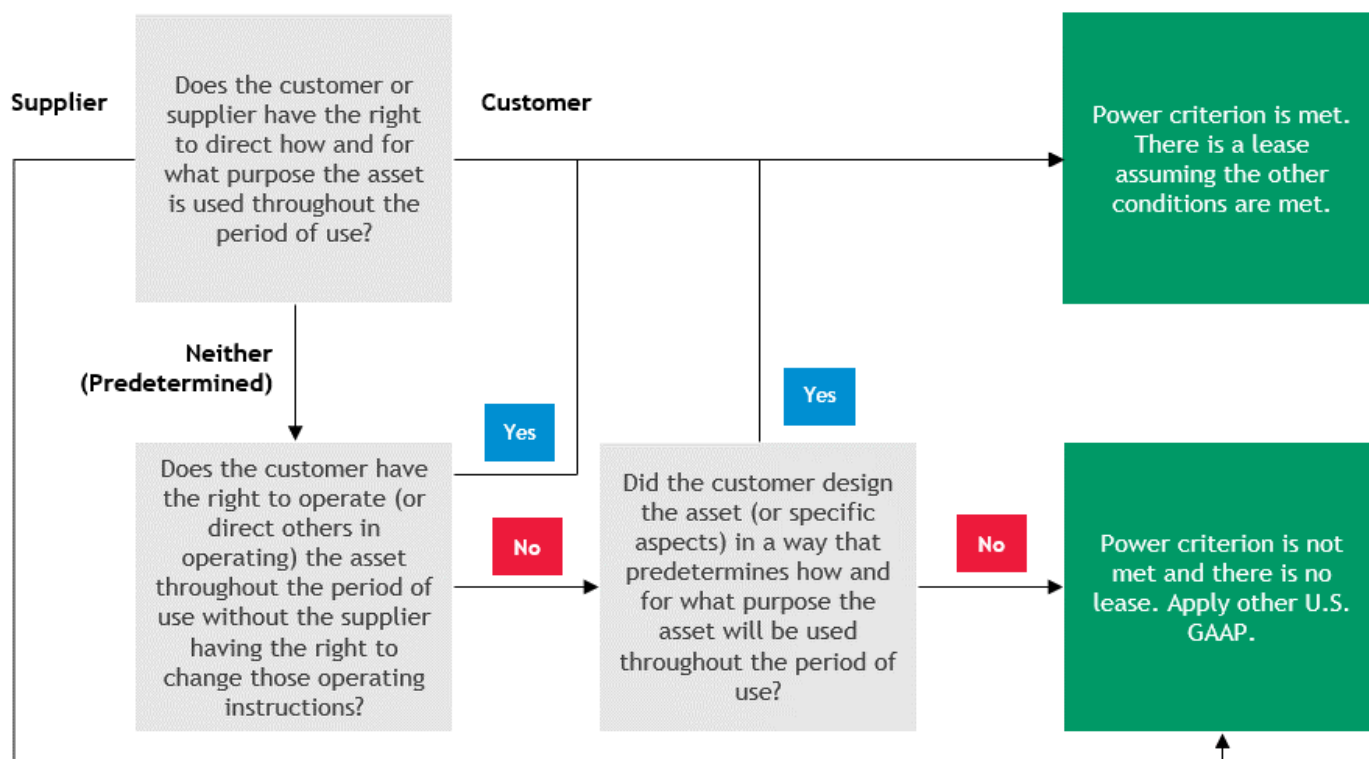 Supplier
Does the customer or
supplier have the right
to direct how and for
what purpose the asset
is used throughout the
period of use?
Customer
Power criterion is met.
There is a lease
assuming the other
conditions are met.
Neither
(Predetermined)
Yes
Yes
Does the customer have
the right to operate (or
direct others in
operating) the asset
throughout the period of
use without the supplier
having the right to
change those operating
instructions?
No
Did the customer design
the asset (or specific
aspects) in a way that
predetermines how and
for what purpose the
asset will be used
throughout the period of
use?
No
Power criterion is not
met and there is no
lease. Apply other U.S.
GAAP.